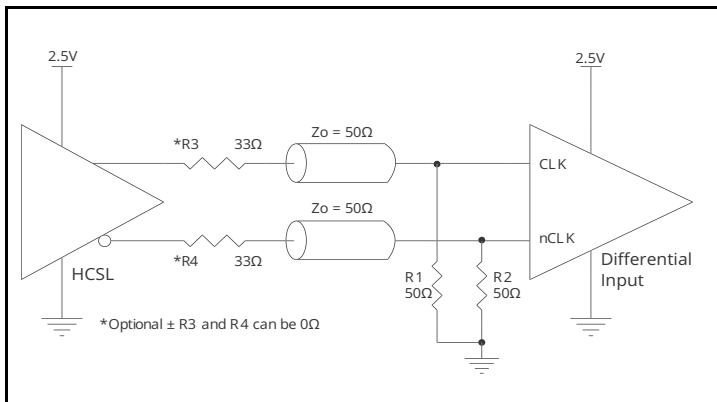 2.5V
2.5V
*R3 33Ω
Zo = 50Ω
CLK
Zo = 50Ω
nCLK
*R4 33Ω
HCSL
R1
50Ω
R2
50Ω
Differential
Input
*Optional ± R3 and R4 can be 0Ω